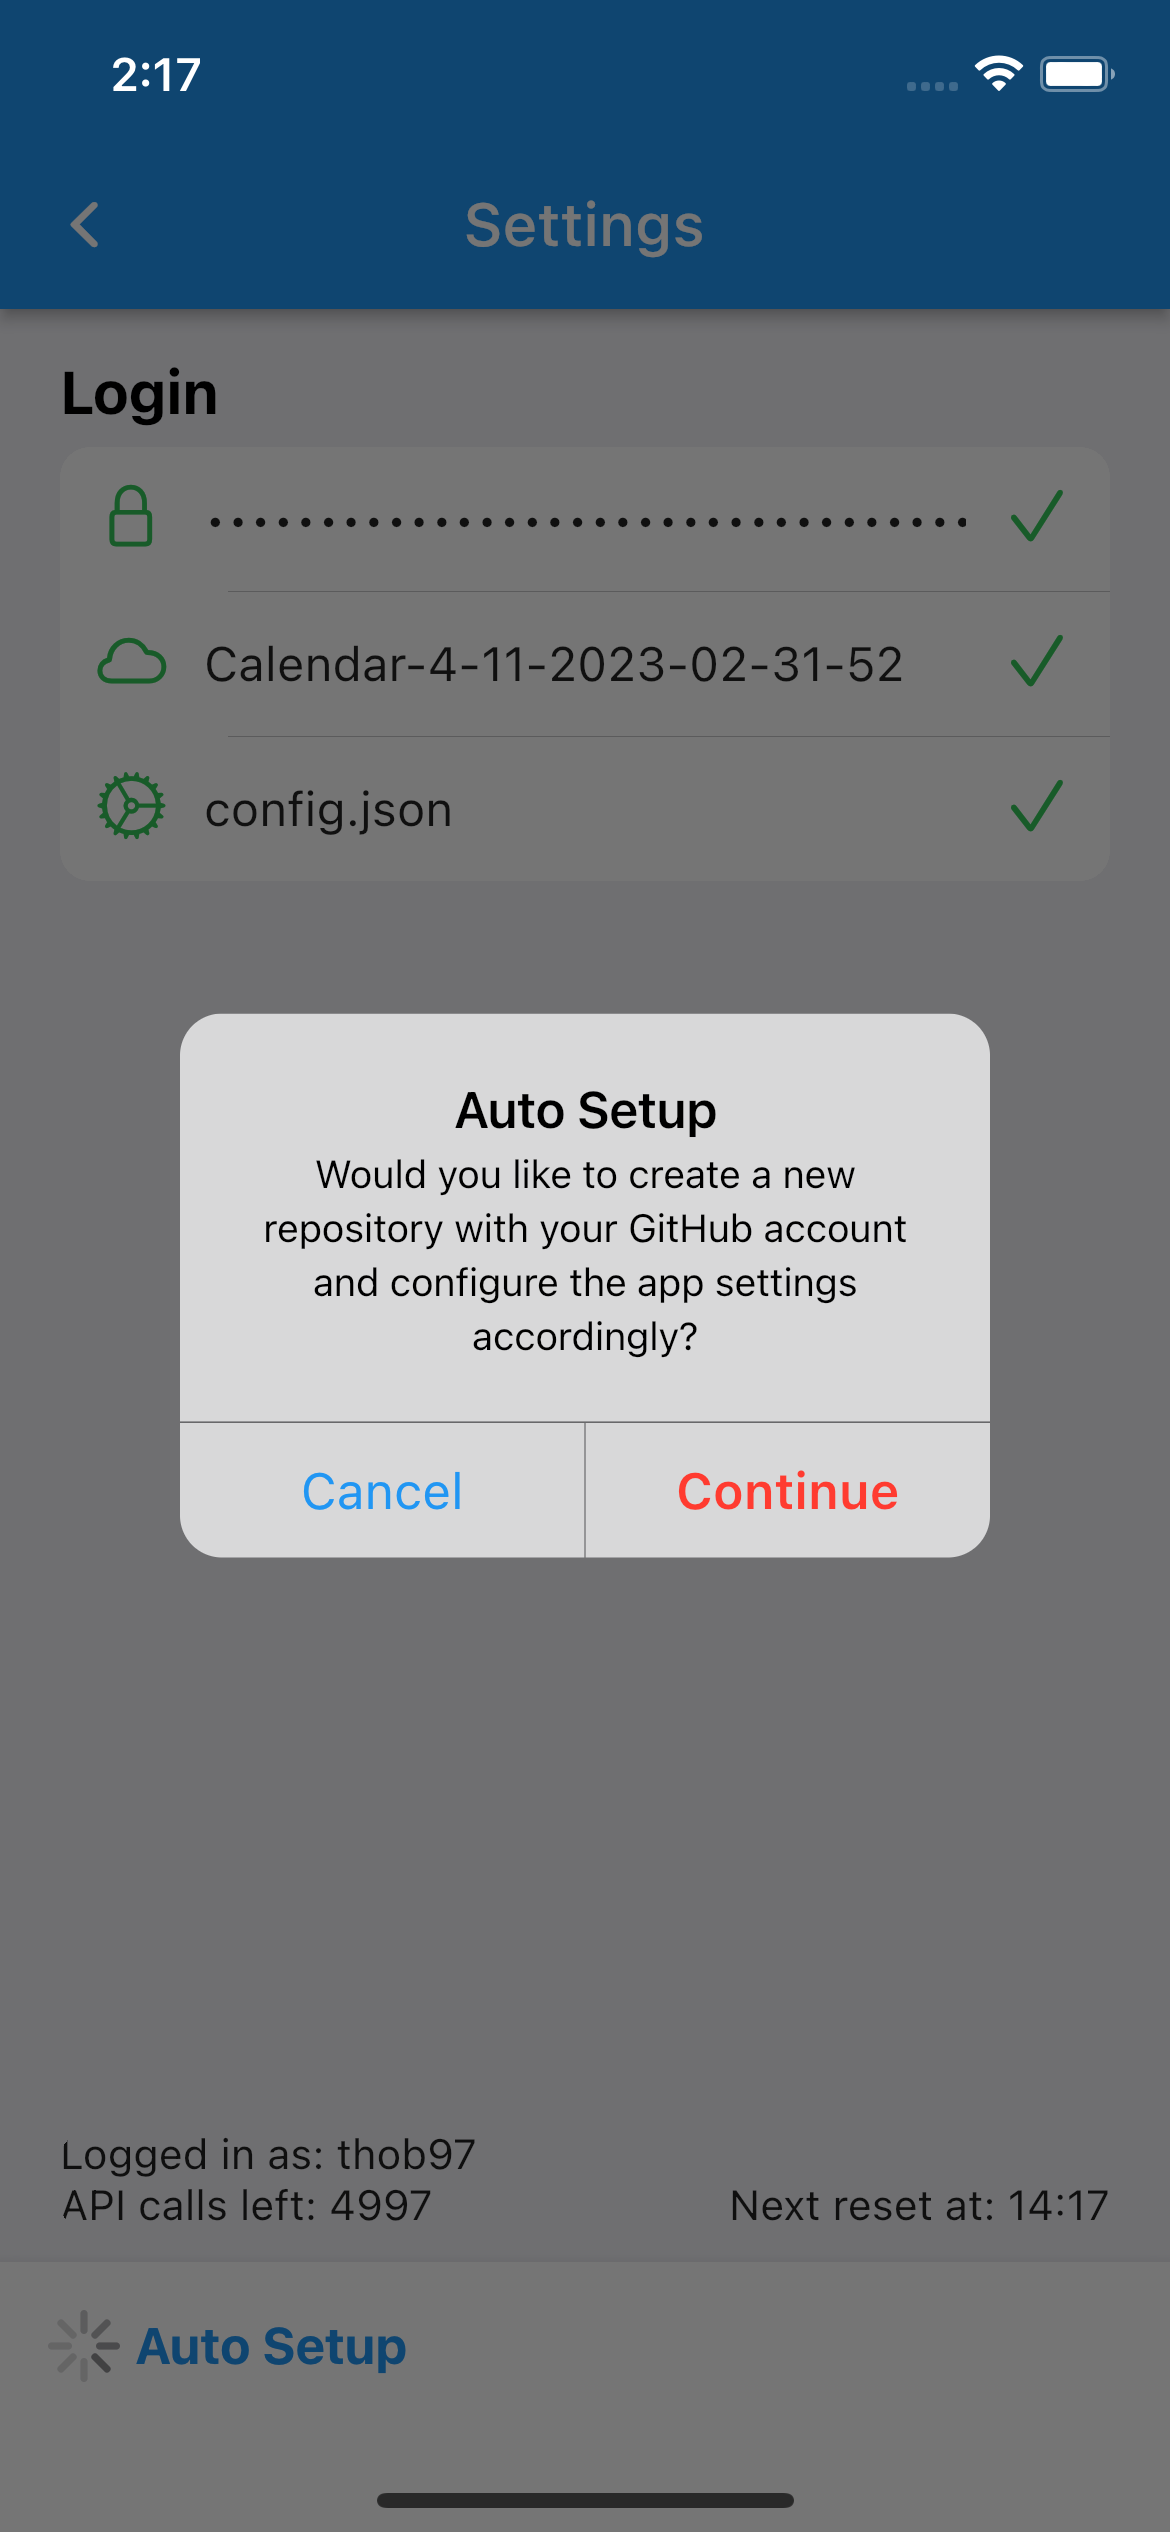 2:17
Settings
Login
Calendar-4-11-2023-02-31-52
config.json
Auto Setup
Would you like to create a new
repository with your GitHub account
and configure the app settings
accordingly?
Cancel
Continue
Logged in as: thob97
API calls left: 4997
Next reset at: 14:17
Auto Setup